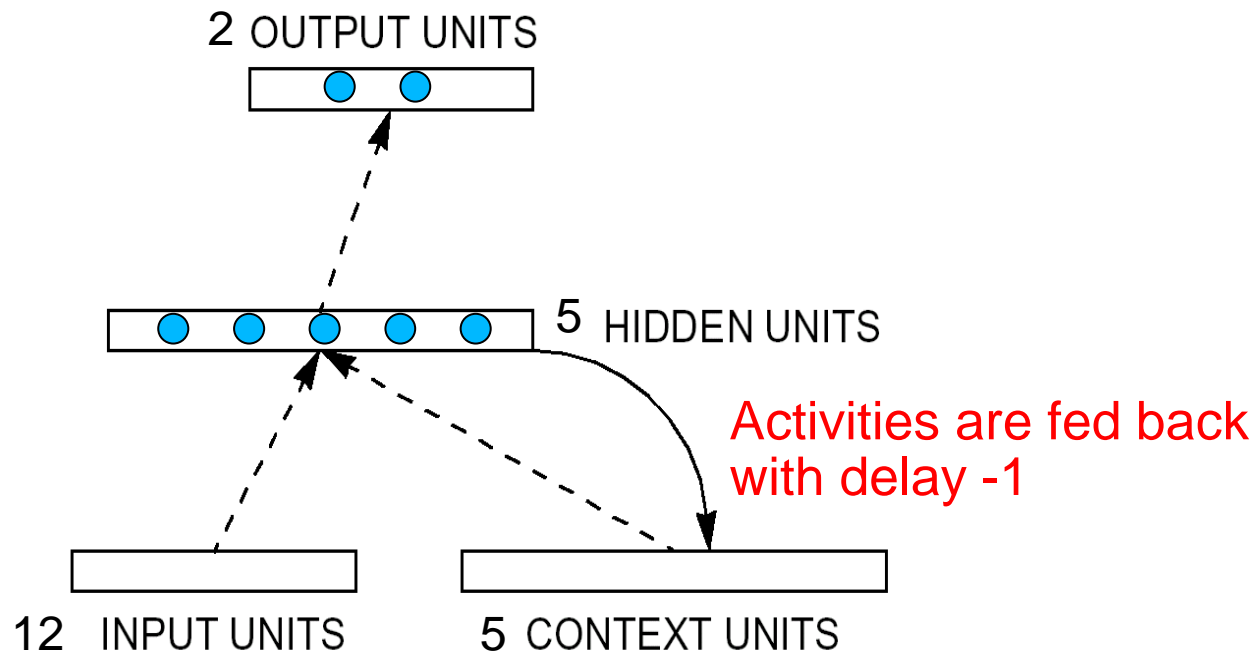 2 OUTPUT UNITS
5 HIDDEN UNITS
Activities are fed back
with delay -1
12 INPUT UNITS
5 CONTEXT UNITS